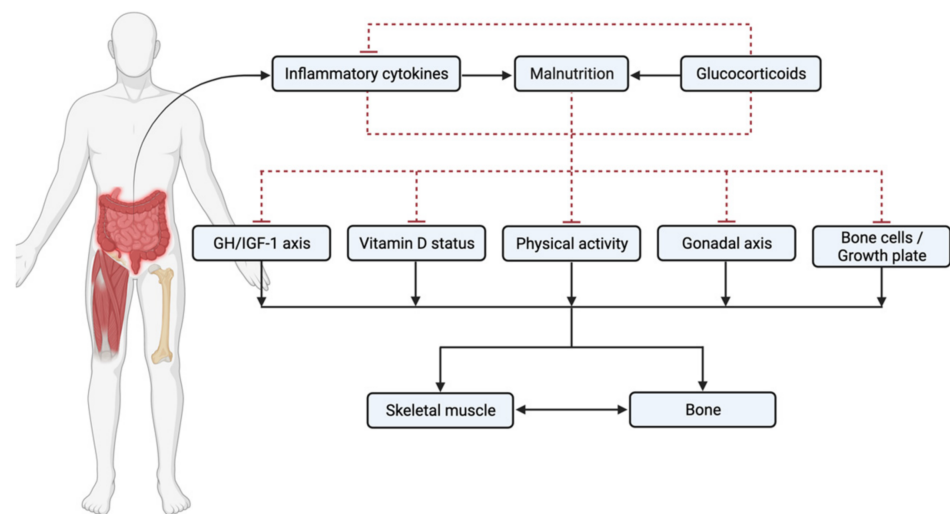 Inflammatory cytokines
Malnutrition
Glucocorticoids
GH/IGF-1 axis
Vitamin D status
Physical activity
Gonadal axis
Bone cells /
Growth plate
Skeletal muscle
Bone